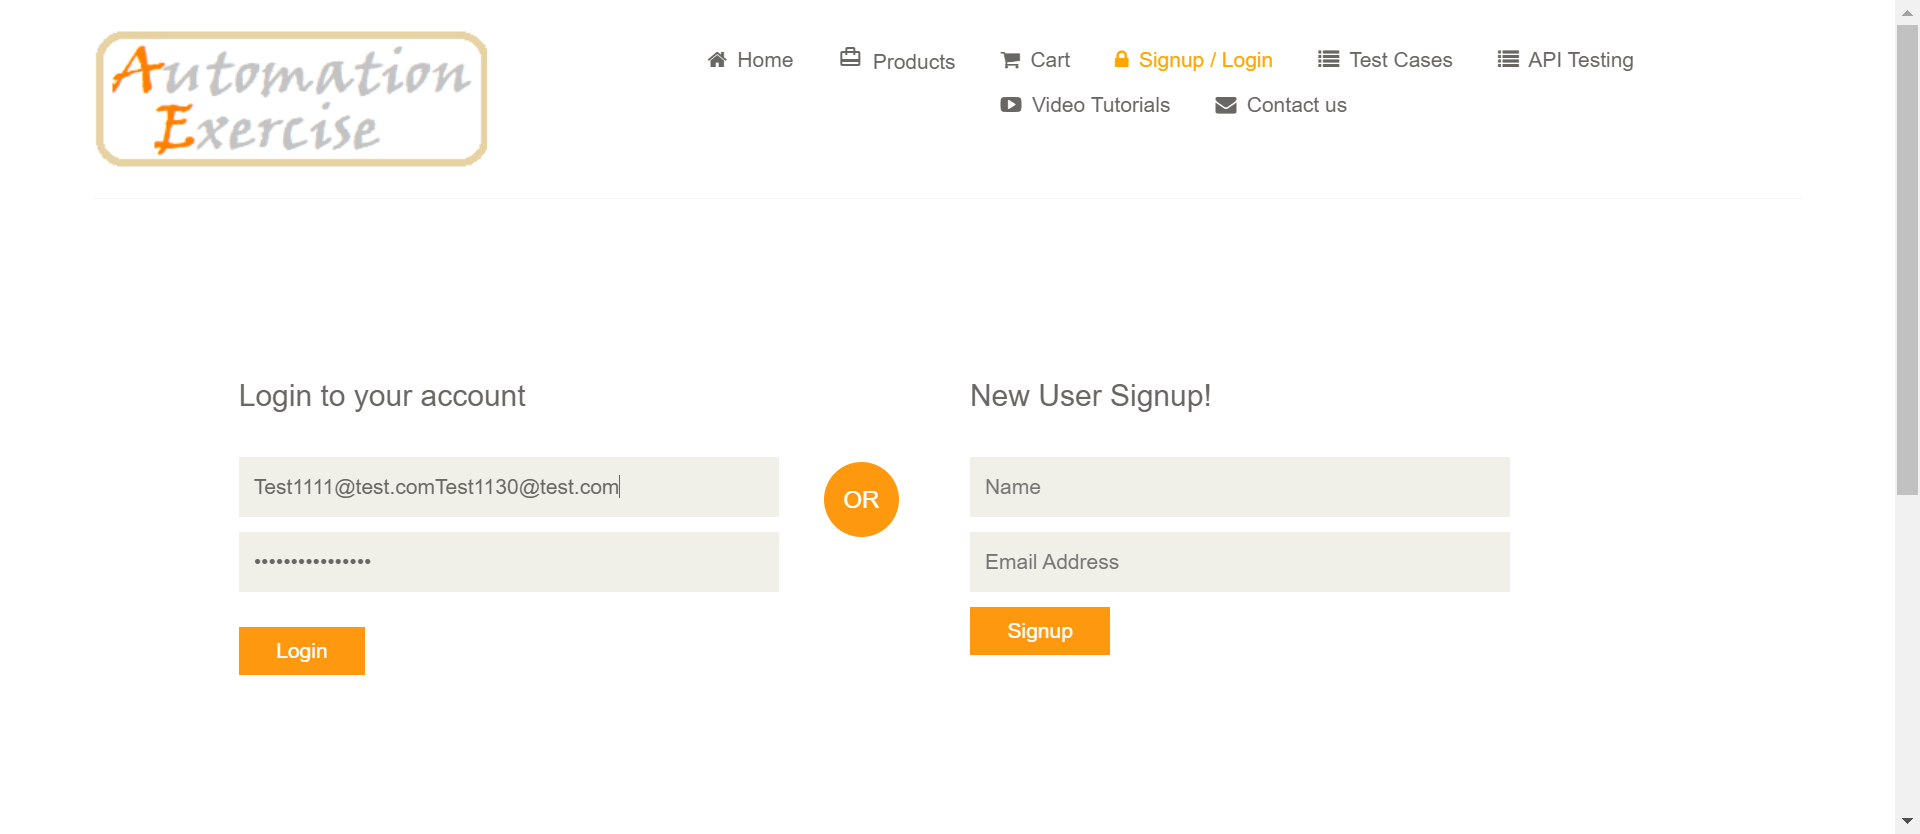 Automation
Exercise
Home
Products
Cart
Signup / Login
Test Cases
API Testing
Video Tutorials
Contact us
Login to your account
New User Signup!
Test1111@test.comTest1130@test.com
OR
Name
••••••••••••••••
Email Address
Login
Signup